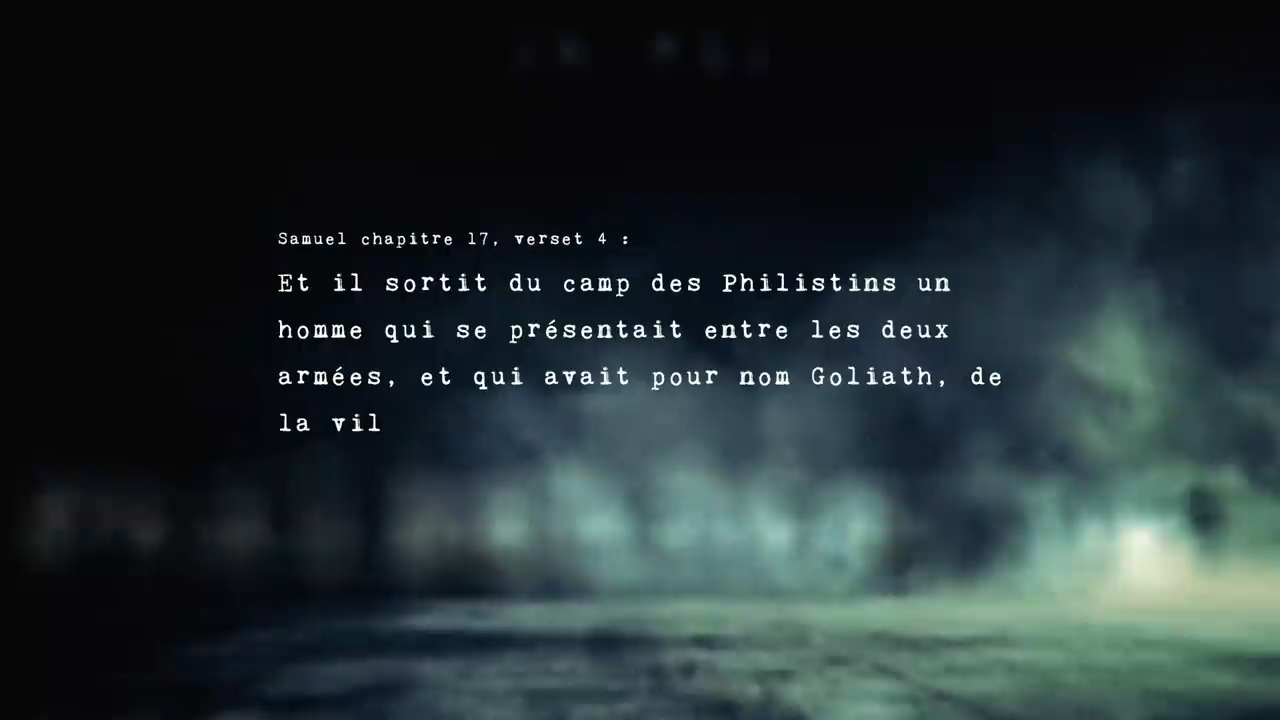 Samuel chapitre 17, verset 4 :
Et il sortit du camp des Philistins un
homme qui se présentait entre les deux
armées, et qui avait pour nom Goliath, de
la vil